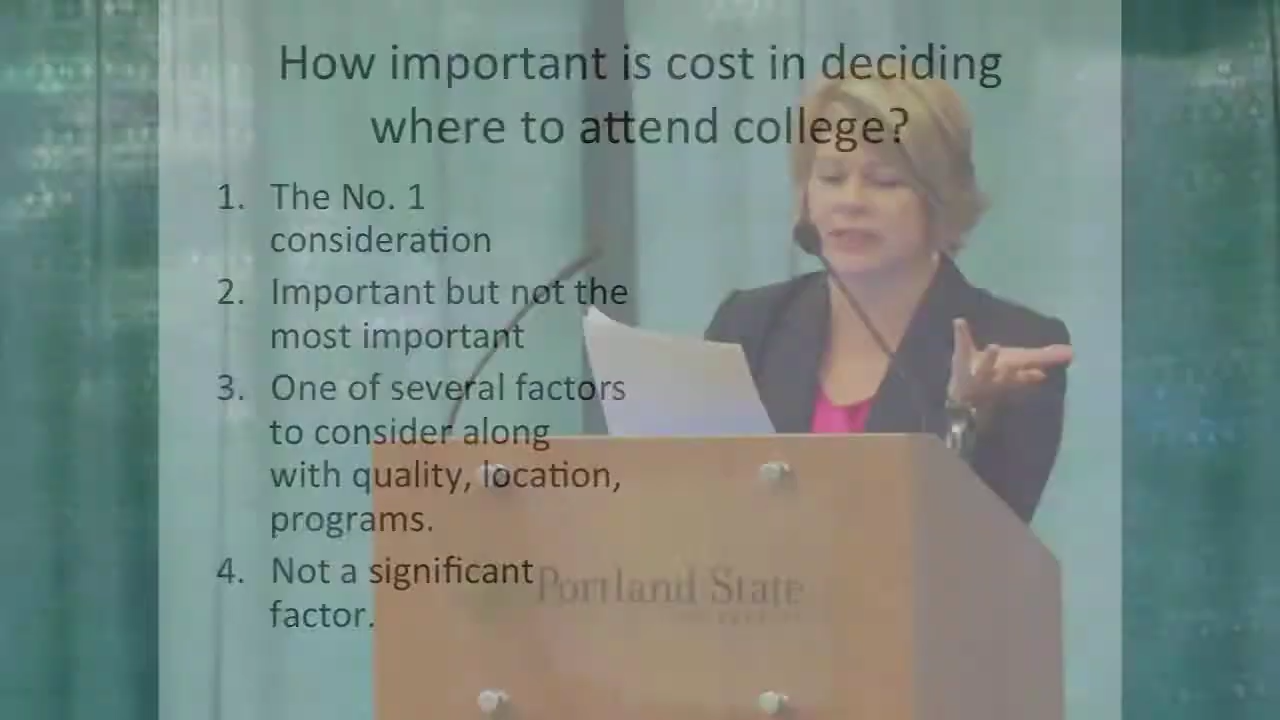 How important is cost in deciding
where to attend college?
1. The No. 1
consideration
2. Important but not the
most important
3. One of several factors
to consider along
with quality, location,
programs.
4. Not a significant
factor.
Portland State